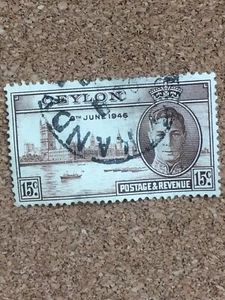 CEYLON
8TH JUNE 1946
15C POSTAGE & REVENUE 15C